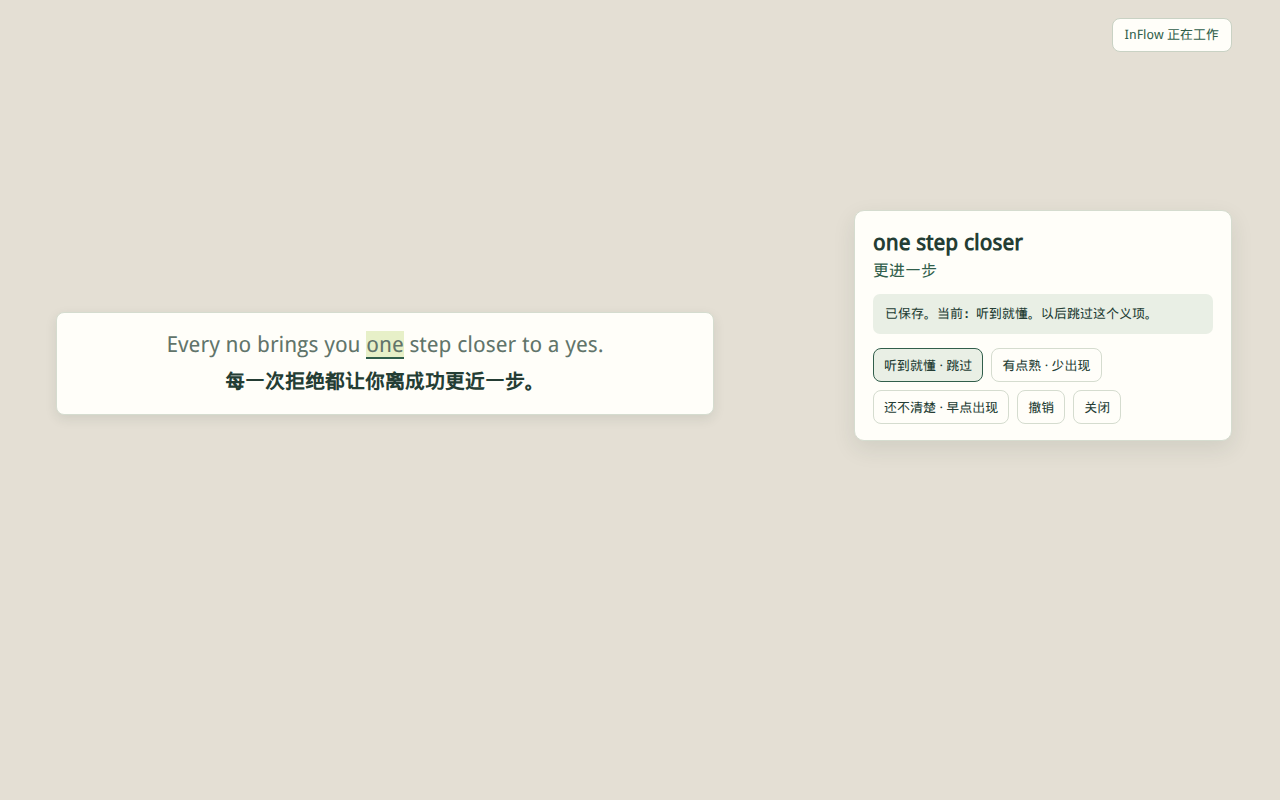 InFlow 正在工作
Every no brings you one step closer to a yes.
每一次拒绝都让你离成功更近一步。
one step closer
更进一步
已保存。当前：听到就懂。以后跳过这个义项。
听到就懂 · 跳过
有点熟 · 少出现
还不清楚 · 早点出现
撤销
关闭